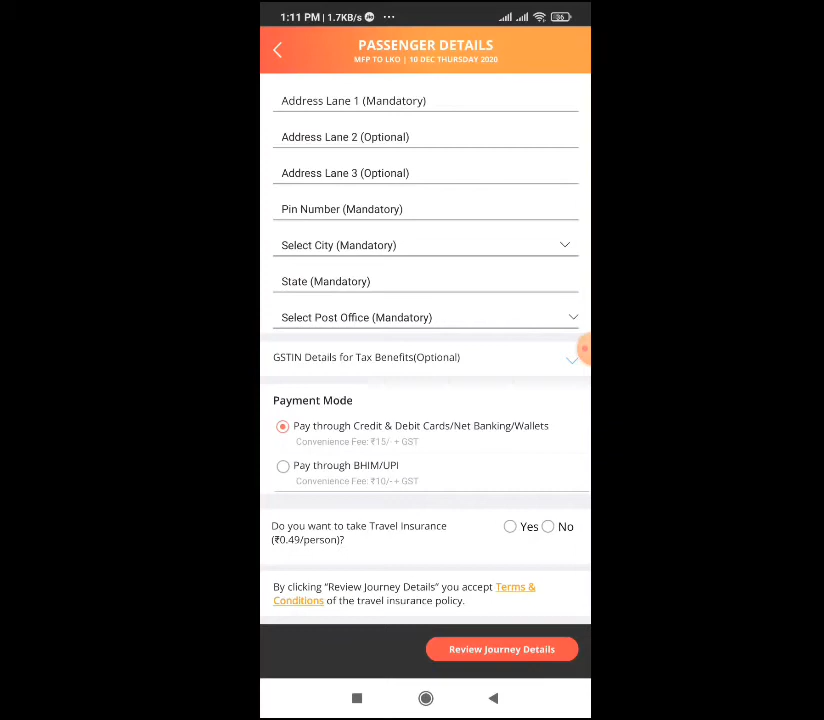 1:11 PM | 1.7KB/s
PASSENGER DETAILS
MFP TO LKO | 10 DEC THURSDAY 2020
Address Lane 1 (Mandatory)
Address Lane 2 (Optional)
Address Lane 3 (Optional)
Pin Number (Mandatory)
Select City (Mandatory)
State (Mandatory)
Select Post Office (Mandatory)
GSTIN Details for Tax Benefits(Optional)
Payment Mode
Pay through Credit & Debit Cards/Net Banking/Wallets
Convenience Fee: ₹15/- + GST
Pay through BHIM/UPI
Convenience Fee: ₹10/- + GST
Do you want to take Travel Insurance
(₹0.49/person)?
Yes No
By clicking "Review Journey Details" you accept Terms &
Conditions of the travel insurance policy.
Review Journey Details